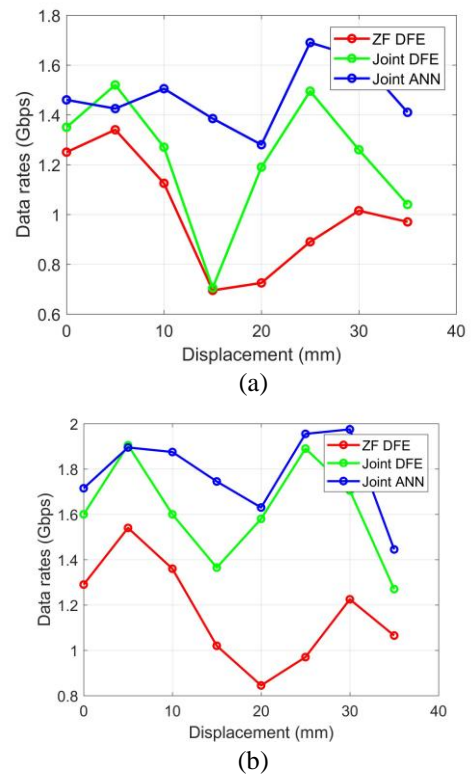 1.8
1.6
1.4
1.2
1
0.8
0.6
Data rates (Gbps)
ZF DFE
Joint DFE
Joint ANN
0 10 20 30 40
Displacement (mm)
(a)
2
1.8
1.6
1.4
1.2
1
0.8
Data rates (Gbps)
ZF DFE
Joint DFE
Joint ANN
0 10 20 30 40
Displacement (mm)
(b)